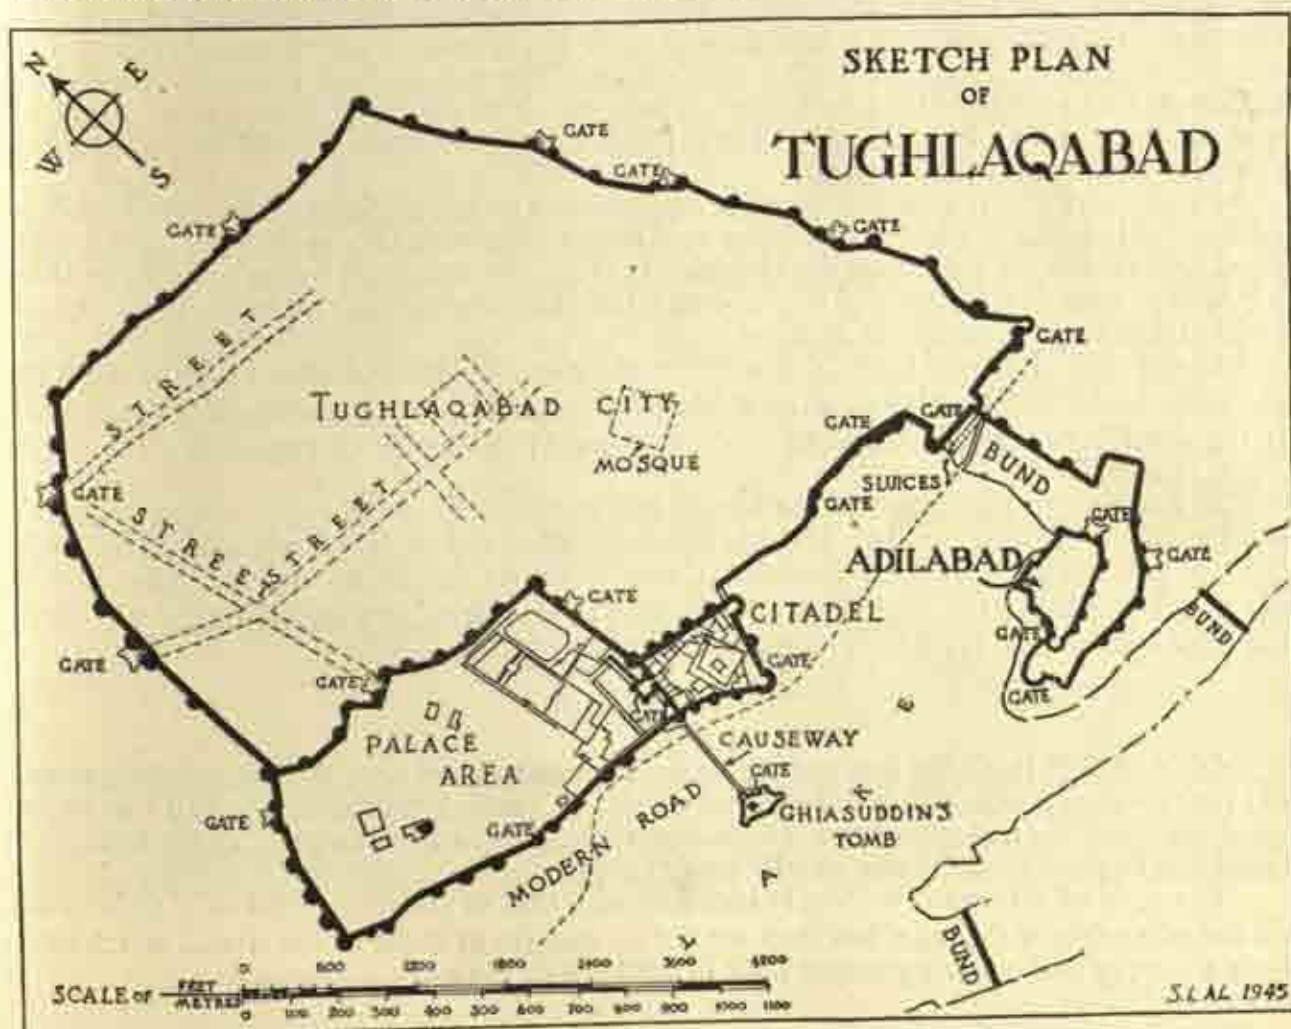 SKETCH PLAN
OF
TUGHLAQABAD
N
E
W
S
GATE
GATE
GATE
GATE
GATE
STREET
TUGHLAQABAD CITY
MOSQUE
GATE
GATE
SLUICES
BUND
GATE
STREET
STREET
GATE
GATE
ADILABAD
GATE
BUND
GATE
CITADEL
GATE
GATE
GATE
GATE
GATE
GATE
PALACE
AREA
CAUSEWAY
GATE
GHIASUDDIN'S
TOMB
GATE
GATE
MODERN ROAD
LAKE
BUND
SCALE OF FEET
METRES
0 600 1200 1800 2400 3000 3600 4200
0 100 200 300 400 500 600 700 800 900 1000 1100
S.LAL 1945